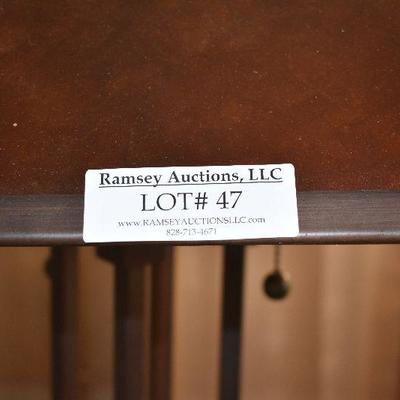 Ramsey Auctions, LLC
LOT# 47
www.RAMSEYAUCTIONSLLC.com
828-713-4671